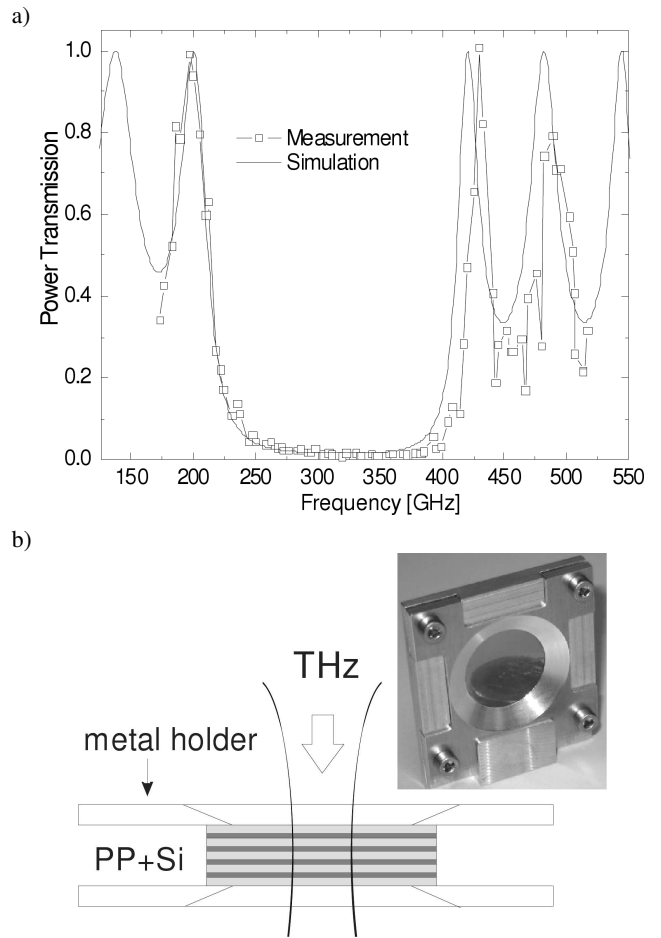 a)
1.0
0.8
0.6
0.4
0.2
0.0
Power Transmission
Measurement
Simulation
150 200 250 300 350 400 450 500 550
Frequency [GHz]
b)
THz
metal holder
PP+Si